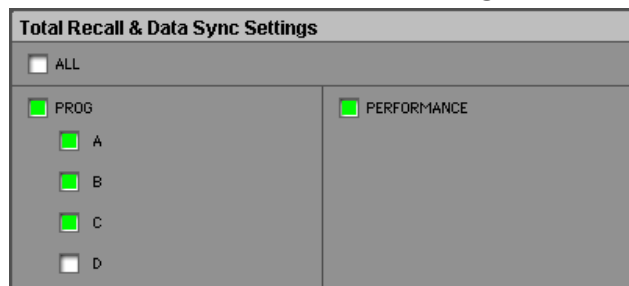 Total Recall & Data Sync Settings
ALL
PROG
PERFORMANCE
A
B
C
D